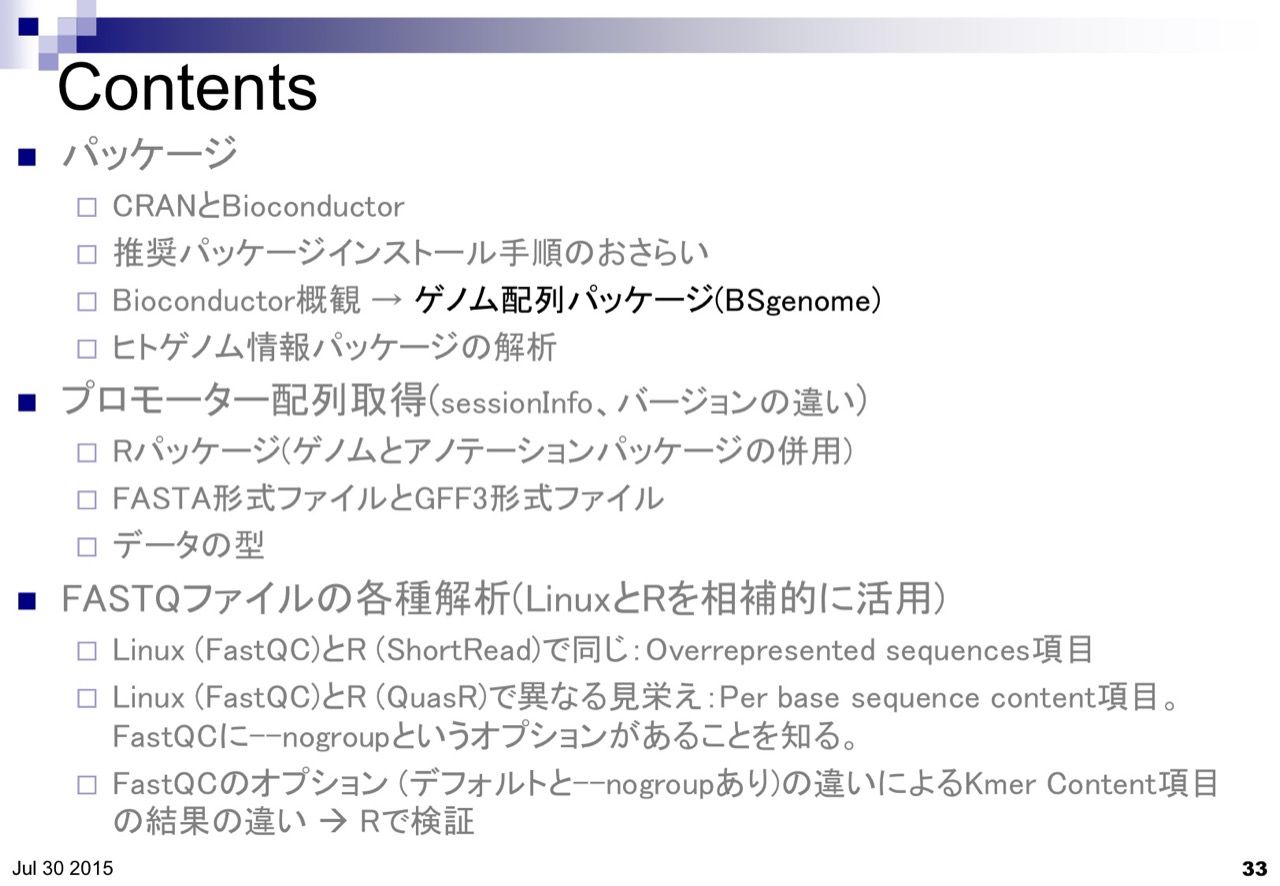 Contents
パッケージ
CRANとBioconductor
推奨パッケージインストール手順のおさらい
Bioconductor概観 → ゲノム配列パッケージ(BSgenome)
ヒトゲノム情報パッケージの解析
プロモーター配列取得(sessionInfo、バージョンの違い)
Rパッケージ(ゲノムとアノテーションパッケージの併用)
FASTA形式ファイルとGFF3形式ファイル
データの型
FASTQファイルの各種解析(LinuxとRを相補的に活用)
Linux (FastQC)とR (ShortRead)で同じ：Overrepresented sequences項目
Linux (FastQC)とR (QuasR)で異なる見栄え：Per base sequence content項目。
FastQCに--nogroupというオプションがあることを知る。
FastQCのオプション (デフォルトと--nogroupあり)の違いによるKmer Content項目
の結果の違い → Rで検証
Jul 30 2015
33